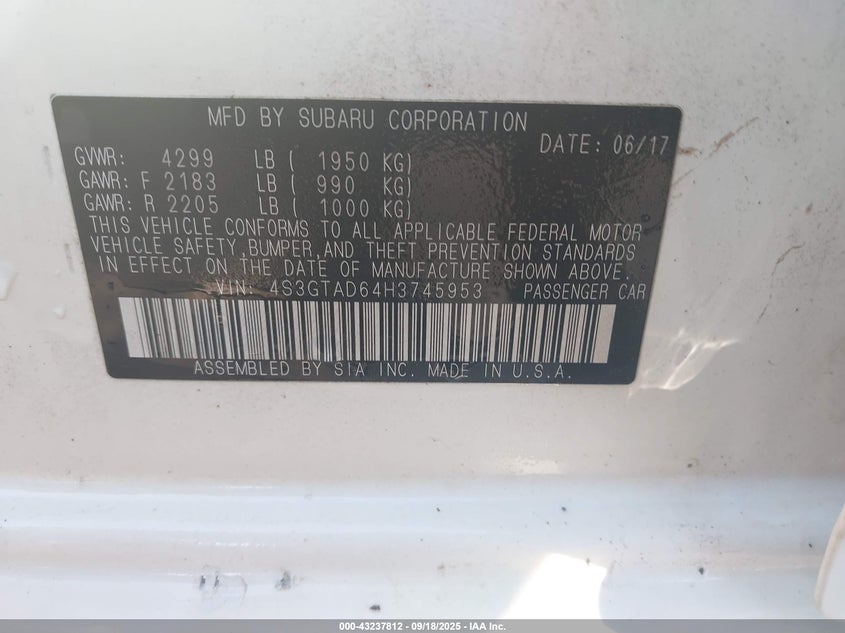 MFD BY SUBARU CORPORATION
DATE: 06/17
GVWR: 4299 LB ( 1950 KG)
GAWR: F 2183 LB ( 990 KG)
GAWR: R 2205 LB ( 1000 KG)
THIS VEHICLE CONFORMS TO ALL APPLICABLE FEDERAL MOTOR
VEHICLE SAFETY, BUMPER, AND THEFT PREVENTION STANDARDS
IN EFFECT ON THE DATE OF MANUFACTURE SHOWN ABOVE.
VIN: 4S3GTAD64H3745953 PASSENGER CAR
ASSEMBLED BY SIA INC. MADE IN U.S.A.
000-43237812 - 09/18/2025 - IAA Inc.